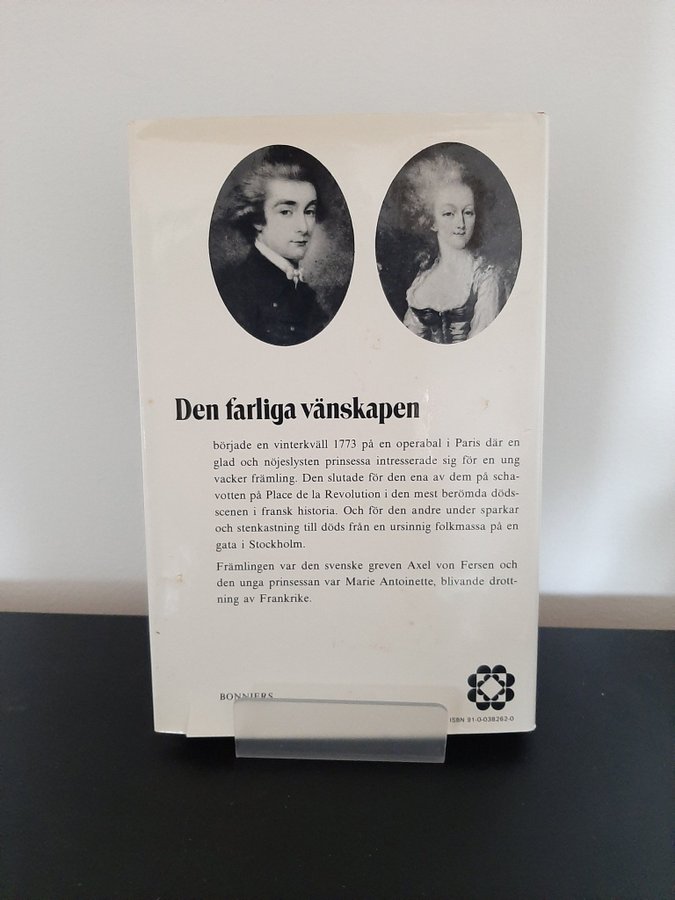 Den farliga vänskapen
började en vinterkväll 1773 på en operabal i Paris där en
glad och nöjeslysten prinsessa intresserade sig för en ung
vacker främling. Den slutade för den ena av dem på scha-
votten på Place de la Revolution i den mest berömda döds-
scenen i fransk historia. Och för den andre under sparkar
och stenkastning till döds från en ursinnig folkmassa på en
gata i Stockholm.
Främlingen var den svenske greven Axel von Fersen och
den unga prinsessan var Marie Antoinette, blivande drott-
ning av Frankrike.
BONNIERS
ISBN 91-0-038262-0